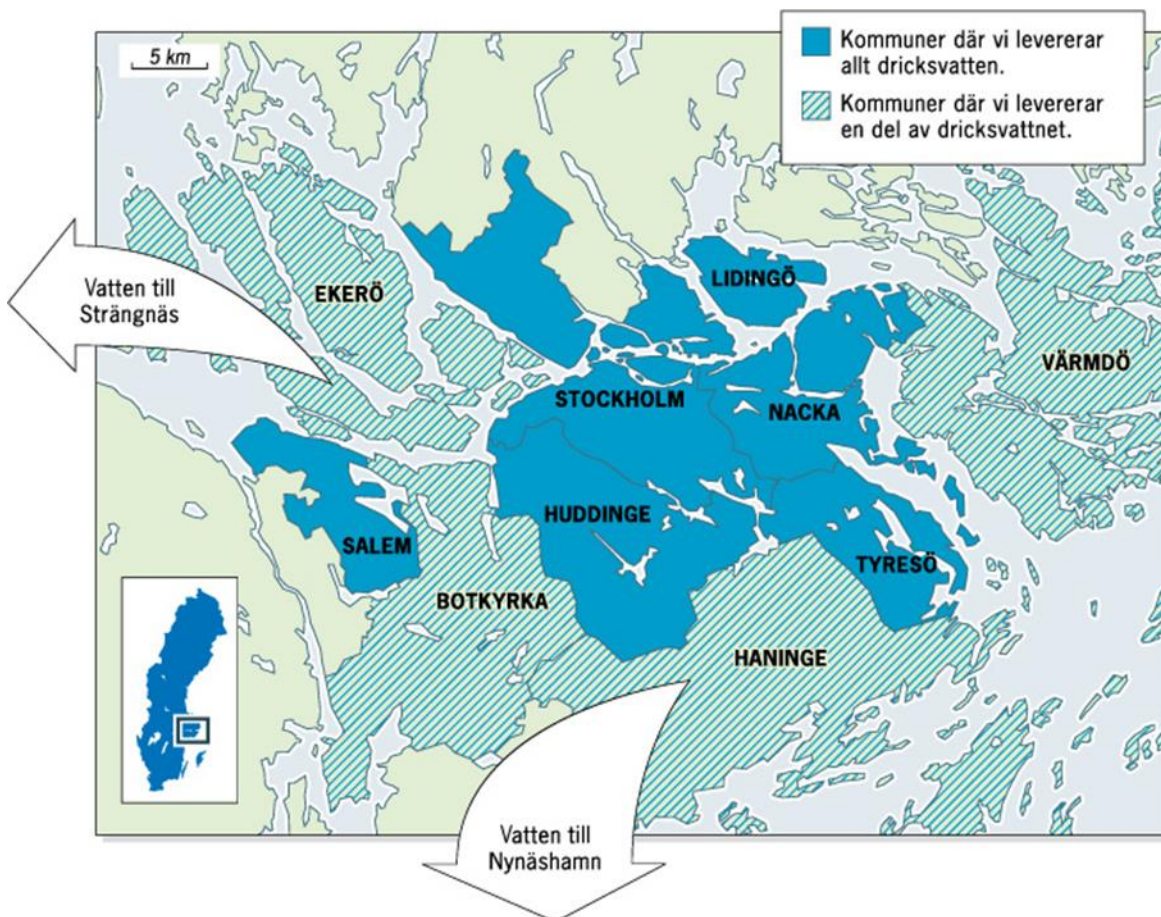 5 km
Kommuner där vi levererar
allt dricksvatten.
Kommuner där vi levererar
en del av dricksvattnet.
Vatten till
Strängnäs
EKERÖ
LIDINGÖ
VÄRMDÖ
STOCKHOLM
NACKA
HUDDINGE
SALEM
TYRESÖ
BOTKYRKA
HANINGE
Vatten till
Nynäshamn